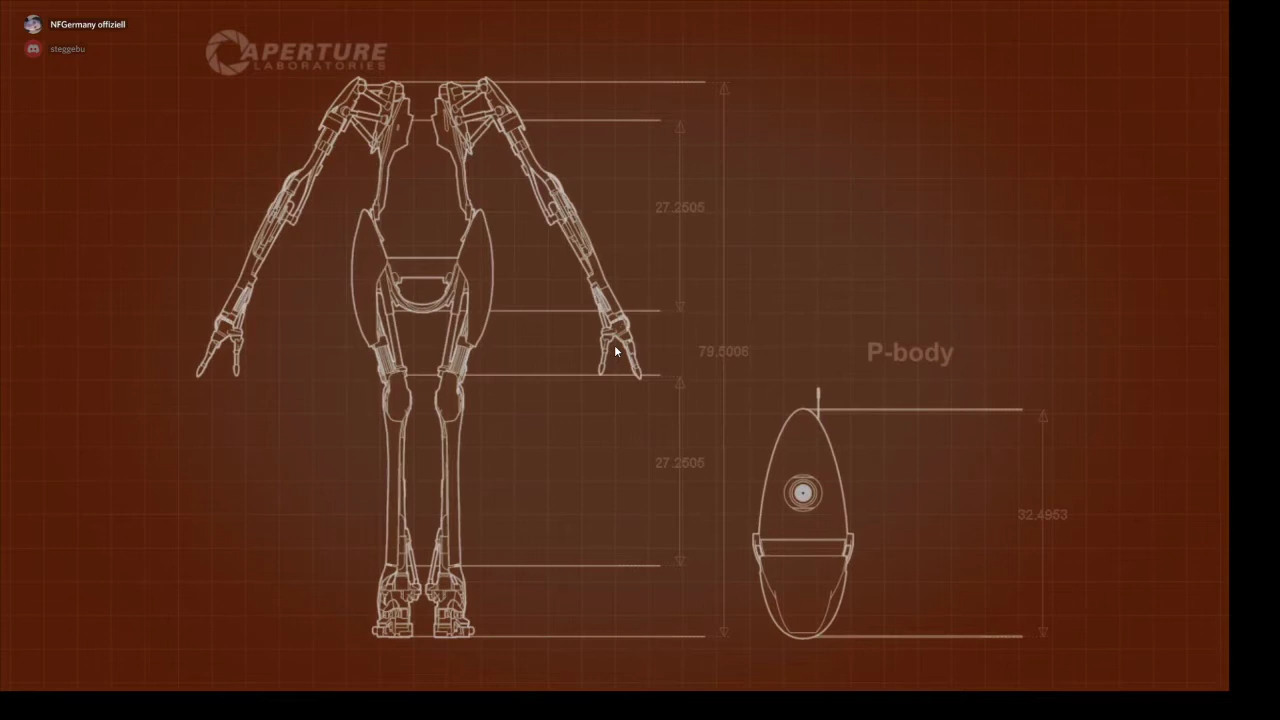 NFGermany offiziell
steggebu
APERTURE
LABORATORIES
27.2505
79.5006
P-body
27.2505
32.4953